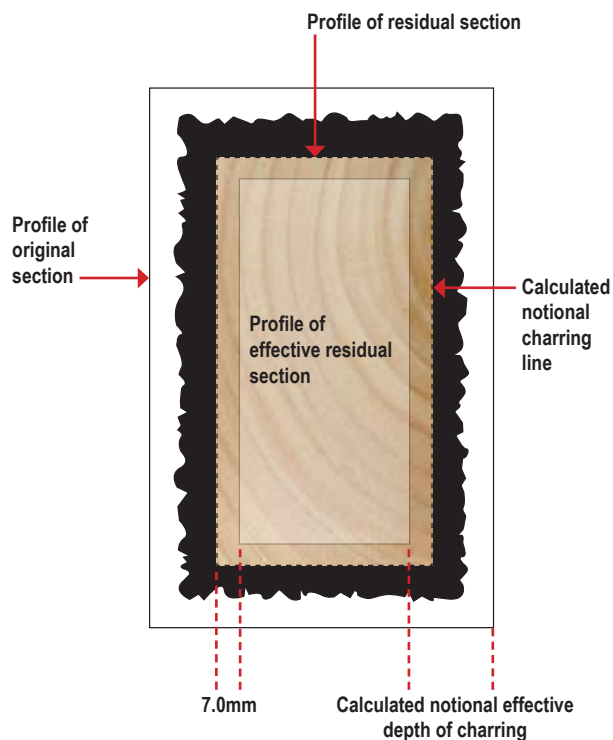 Profile of residual section
Profile of
original
section
Calculated
notional
charring
line
Profile of
effective residual
section
7.0mm
Calculated notional effective
depth of charring